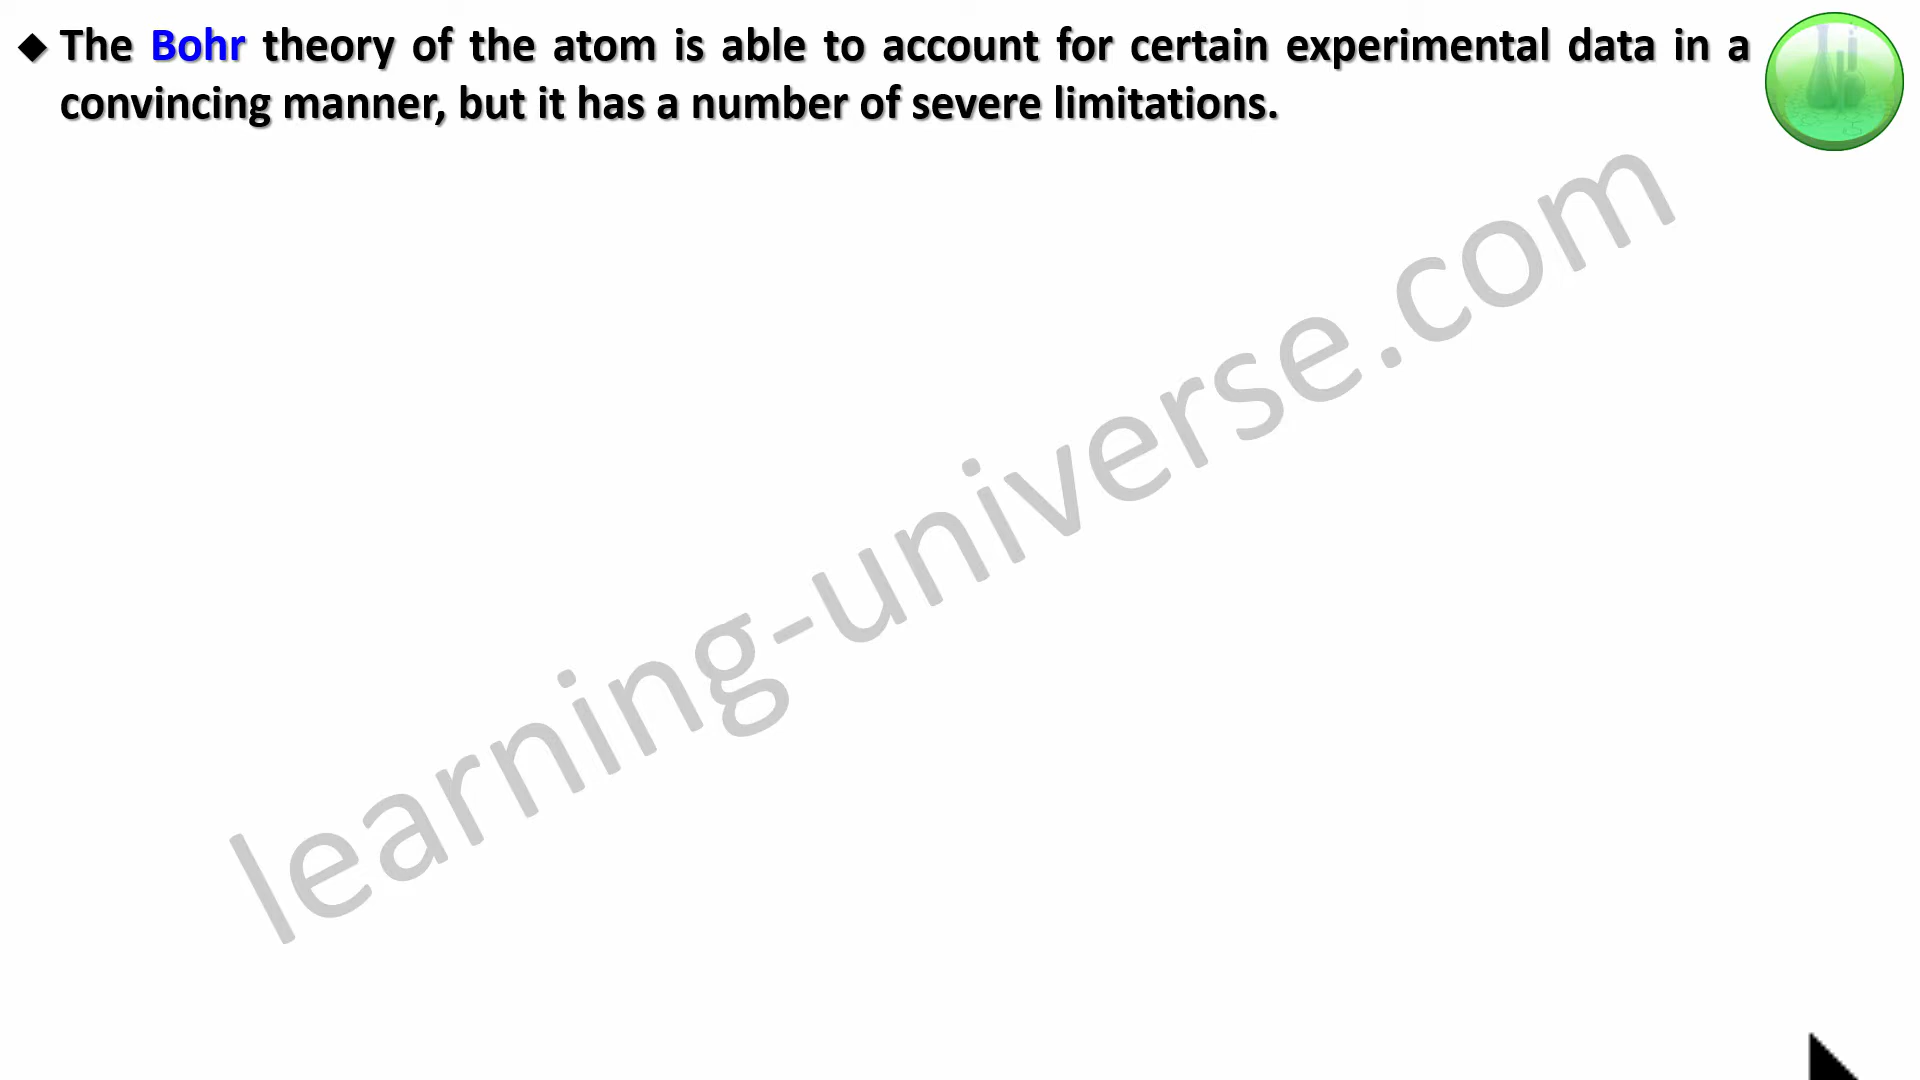 ◆ The Bohr theory of the atom is able to account for certain experimental data in a
convincing manner, but it has a number of severe limitations.
learning-universe.com